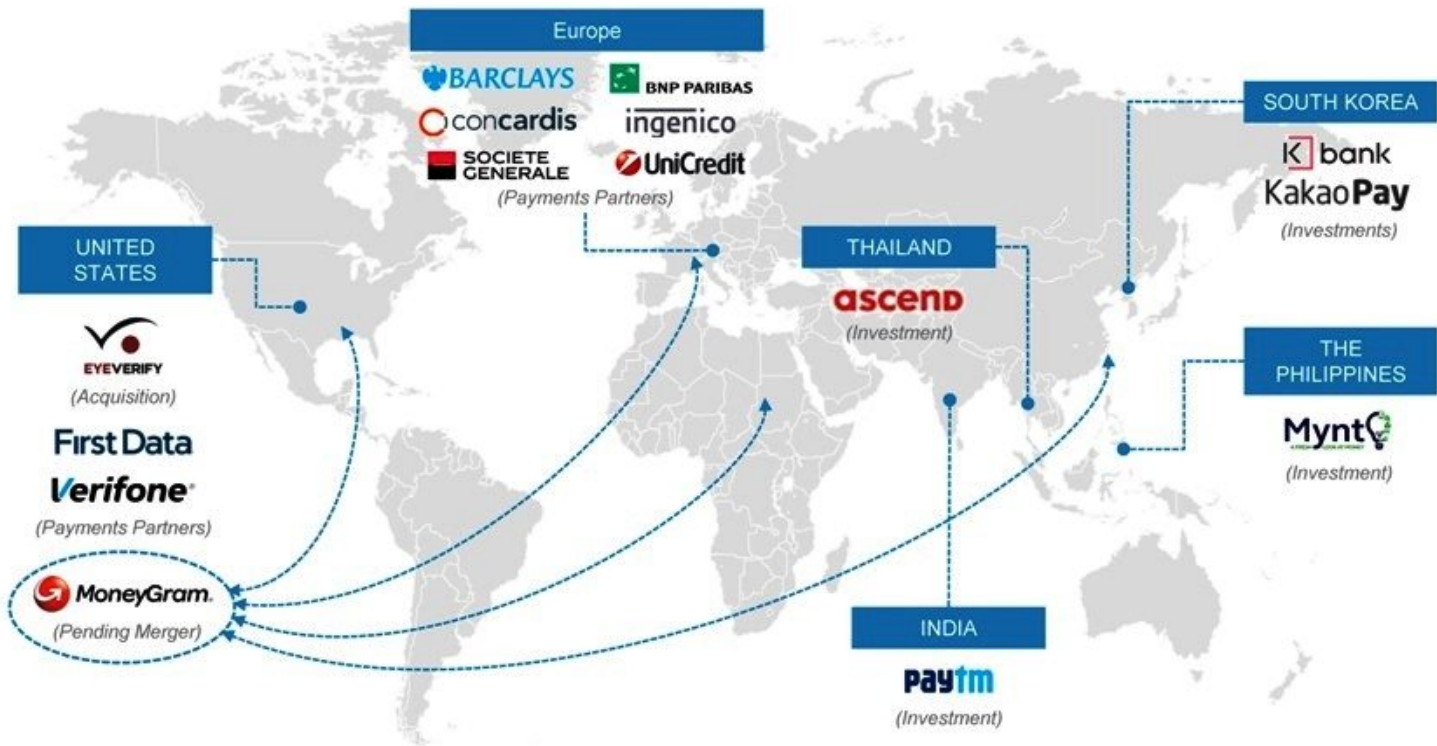 Europe
BARCLAYS
BNP PARIBAS
concardis
ingenico
SOCIETE
GENERALE
UniCredit
(Payments Partners)
SOUTH KOREA
K bank
KakaoPay
(Investments)
UNITED
STATES
EYEVERIFY
(Acquisition)
First Data
Verifone
(Payments Partners)
MoneyGram.
(Pending Merger)
THAILAND
ascend
(Investment)
THE
PHILIPPINES
Mynt
(Investment)
INDIA
paytm
(Investment)